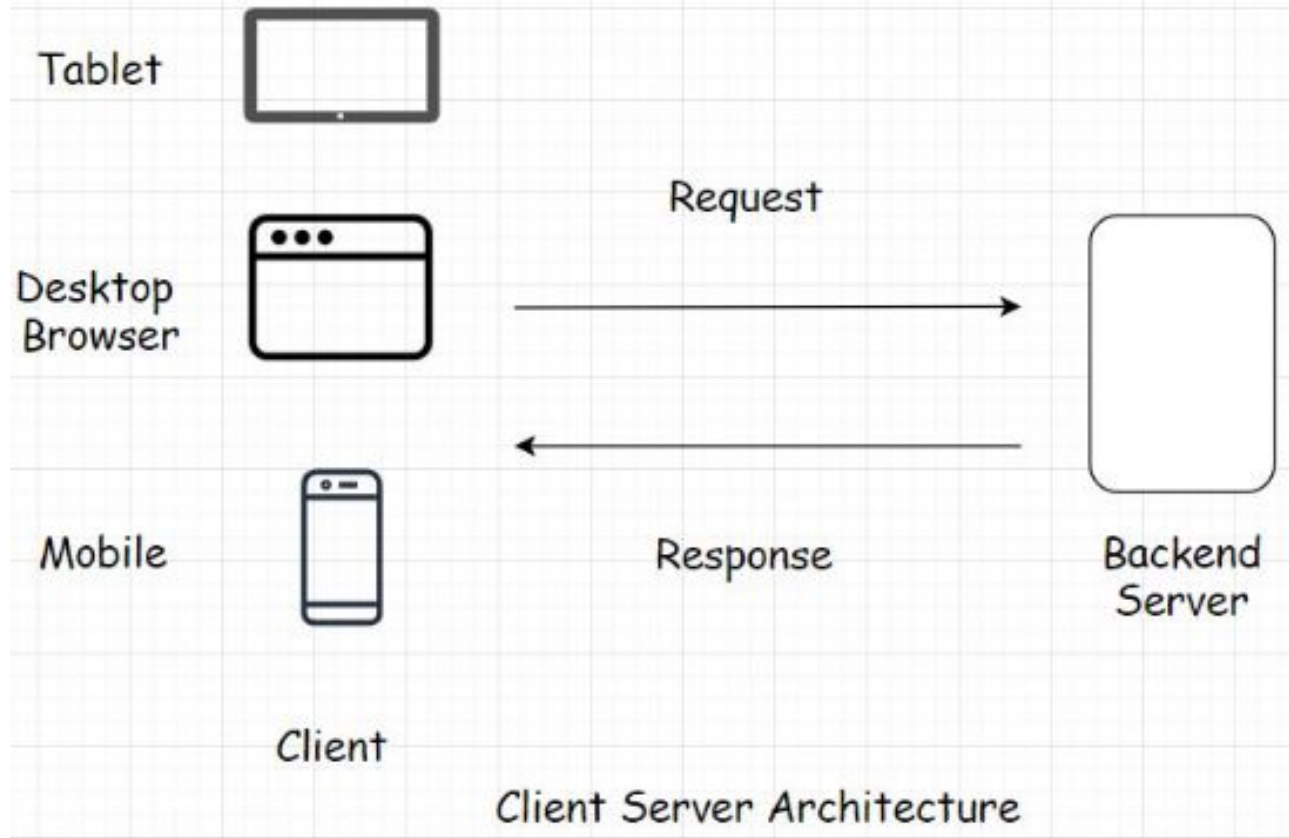 Tablet
Request
Desktop
Browser
Mobile
Response
Backend
Server
Client
Client Server Architecture